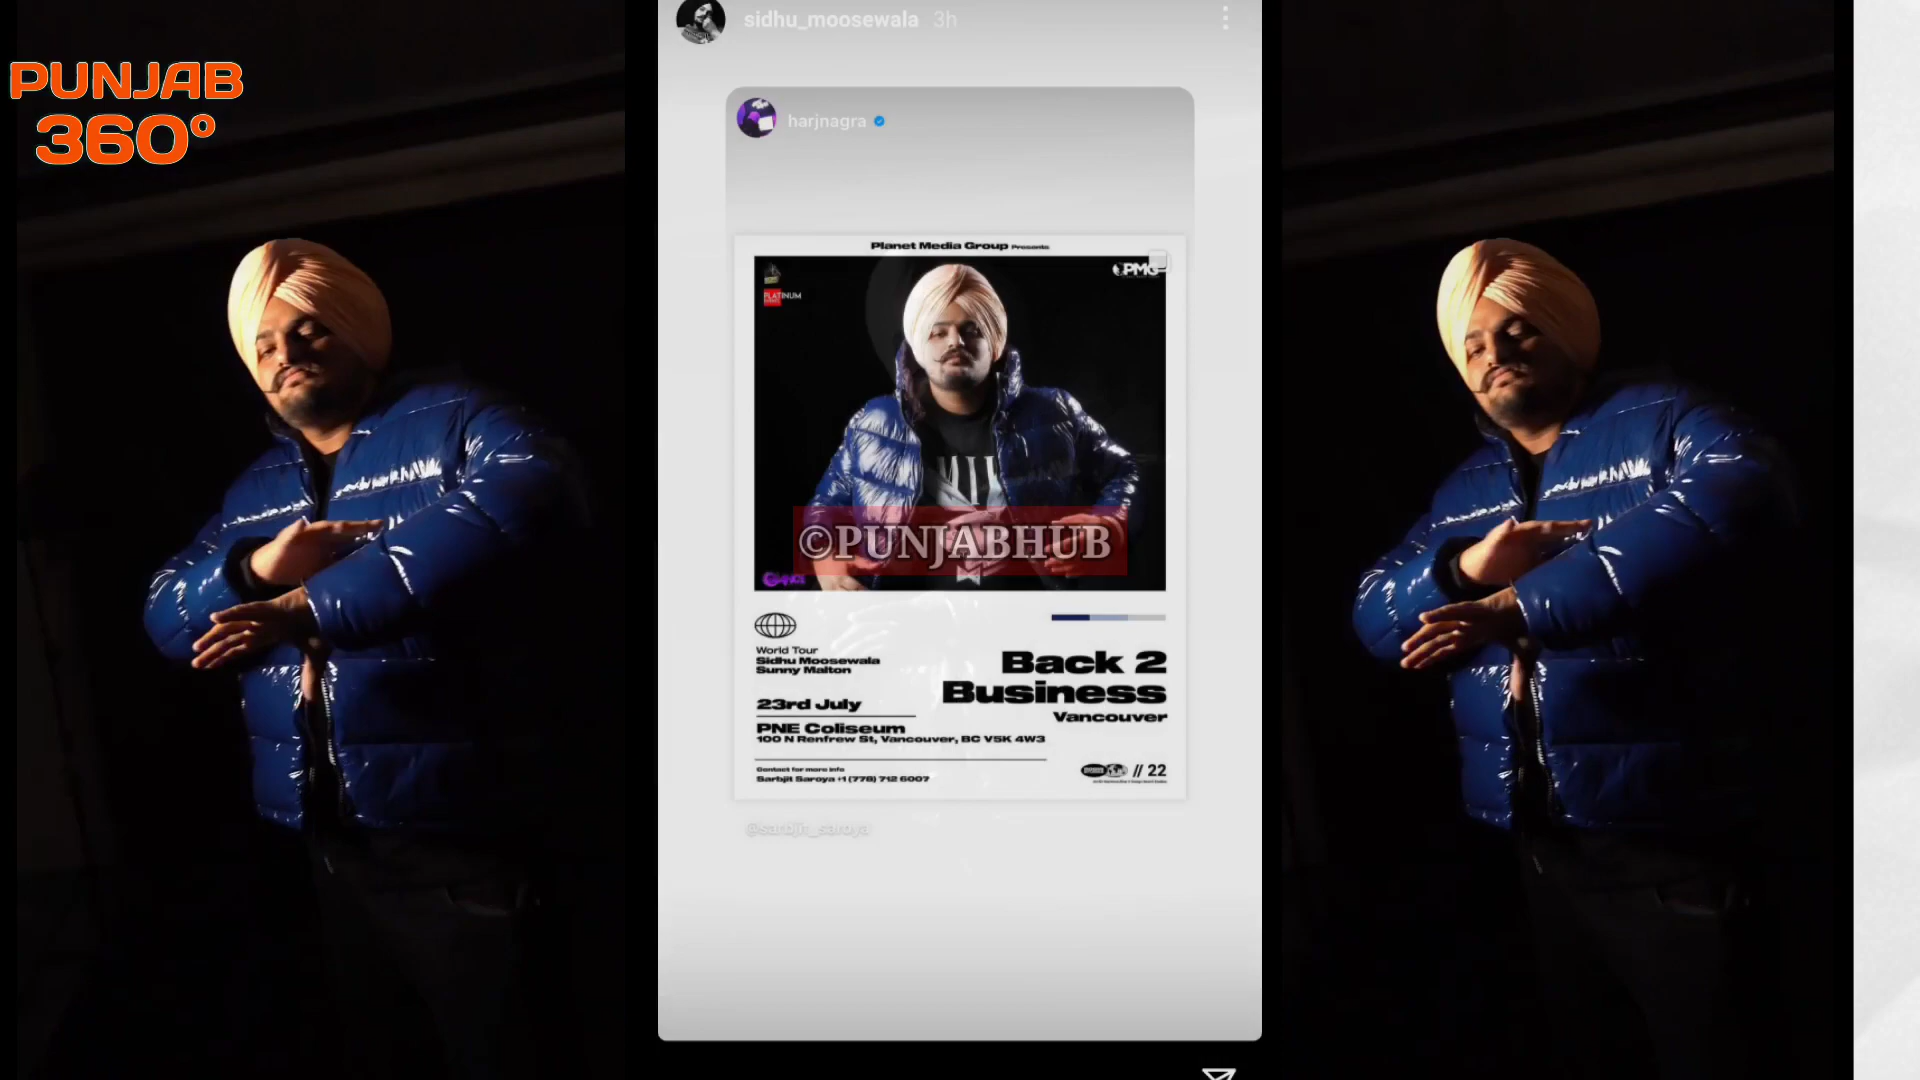 PUNJAB
360°
sidhu_moosewala 3h
harjnagra
Planet Media Group Presents
PLATINUM
PMG
©PUNJABHUB
World Tour
Sidhu Moosewala
Sunny Malton
Back 2
Business
Vancouver
23rd July
PNE Coliseum
100 N Renfrew St, Vancouver, BC V5K 4W3
Contact for more info
Sarbjit Saroya +1 (778) 712 6007
// 22
@sarbjit_saroya